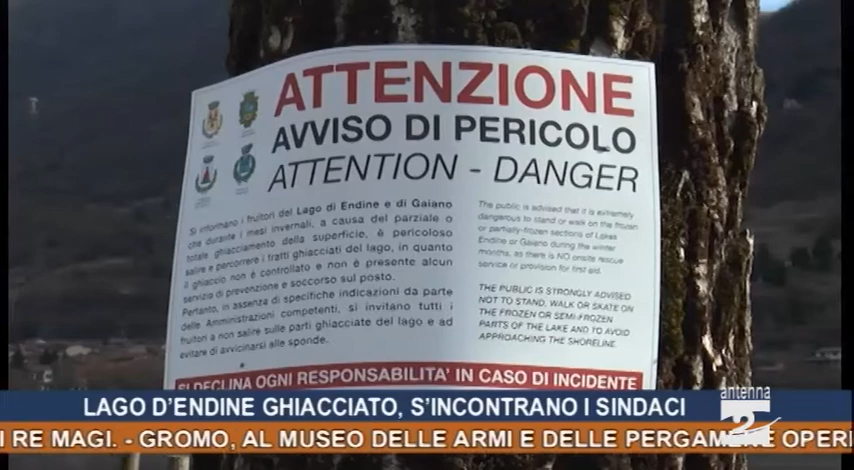 ATTENZIONE
AVVISO DI PERICOLO
ATTENTION - DANGER
Si informano i fruitori del Lago di Endine e di Gaiano
che durante i mesi invernali, a causa del parziale o
totale ghiacciamento della superficie, è pericoloso
salire e percorrere i tratti ghiacciati del lago, in quanto
il ghiaccio non è controllato e non è presente alcun
servizio di prevenzione e soccorso sul posto.
Pertanto, in assenza di specifiche indicazioni da parte
delle Amministrazioni competenti, si invitano tutti i
fruitori a non salire sulle parti ghiacciate del lago e ad
evitare di avvicinarsi alle sponde.
The public is advised that it is extremely
dangerous to stand or walk on the frozen
or partially-frozen sections of Lakes
Endine or Gaiano during the winter
months, as there is NO onsite rescue
service or provision for first aid.
THE PUBLIC IS STRONGLY ADVISED
NOT TO STAND, WALK OR SKATE ON
THE FROZEN OR SEMI-FROZEN
PARTS OF THE LAKE AND TO AVOID
APPROACHING THE SHORELINE
SI DECLINA OGNI RESPONSABILITA' IN CASO DI INCIDENTE
antenna
2
LAGO D'ENDINE GHIACCIATO, S'INCONTRANO I SINDACI
I RE MAGI. - GROMO, AL MUSEO DELLE ARMI E DELLE PERGAMENE OPERI